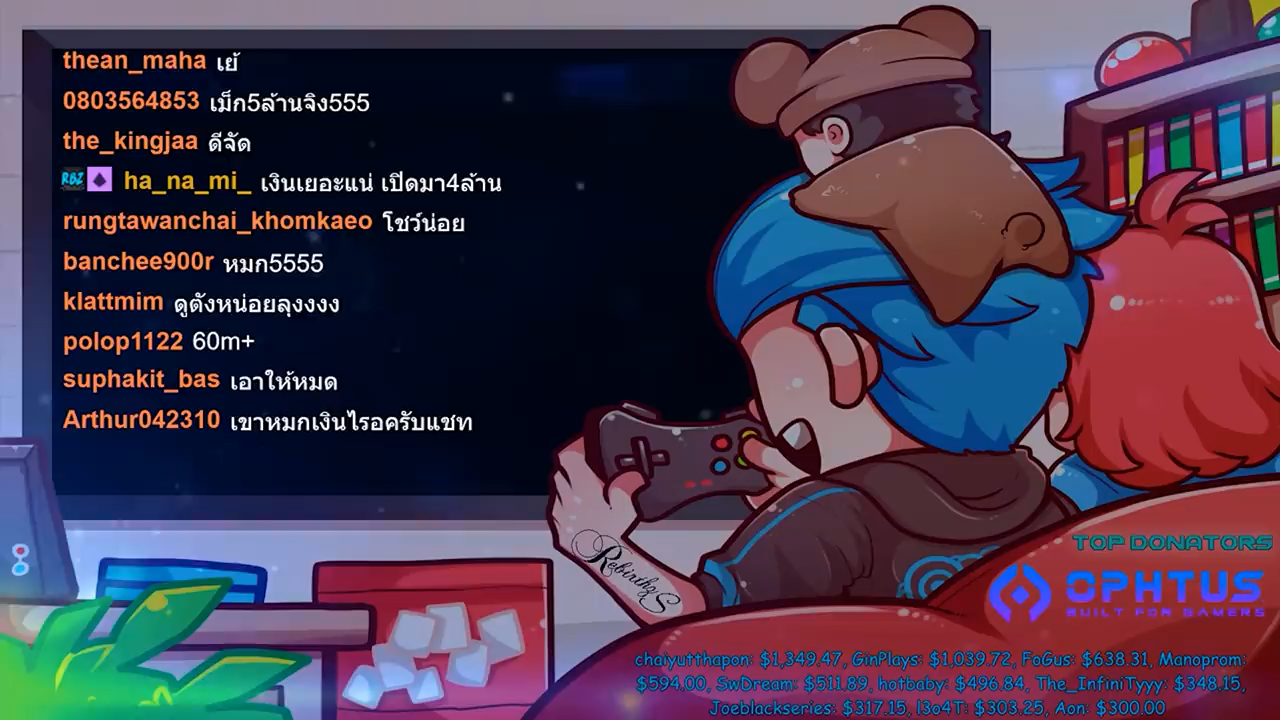 thean_maha เย้
0803564853 เม็ก5ล้านจิง555
the_kingjaa ดีจัด
RBZ ha_na_mi_ เงินเยอะแน่ เปิดมา4ล้าน
rungtawanchai_khomkaeo โชว์น่อย
banchee900r หมก5555
klattmim ดูตังหน่อยลุงงงง
polop1122 60m+
suphakit_bas เอาให้หมด
Arthur042310 เขาหมกเงินไรอครับแชท
RebirthzS
TOP DONATORS
OPHTUS
BUILT FOR GAMERS
chaiyutthapon: $1,349.47, GinPlays: $1,039.72, FoGus: $638.31, Manoprom:
$594.00, SwDream: $511.89, hotbaby: $496.84, The_InfiniTyyy: $348.15,
Joeblackseries: $317.15, l3o4T: $303.25, Aon: $300.00